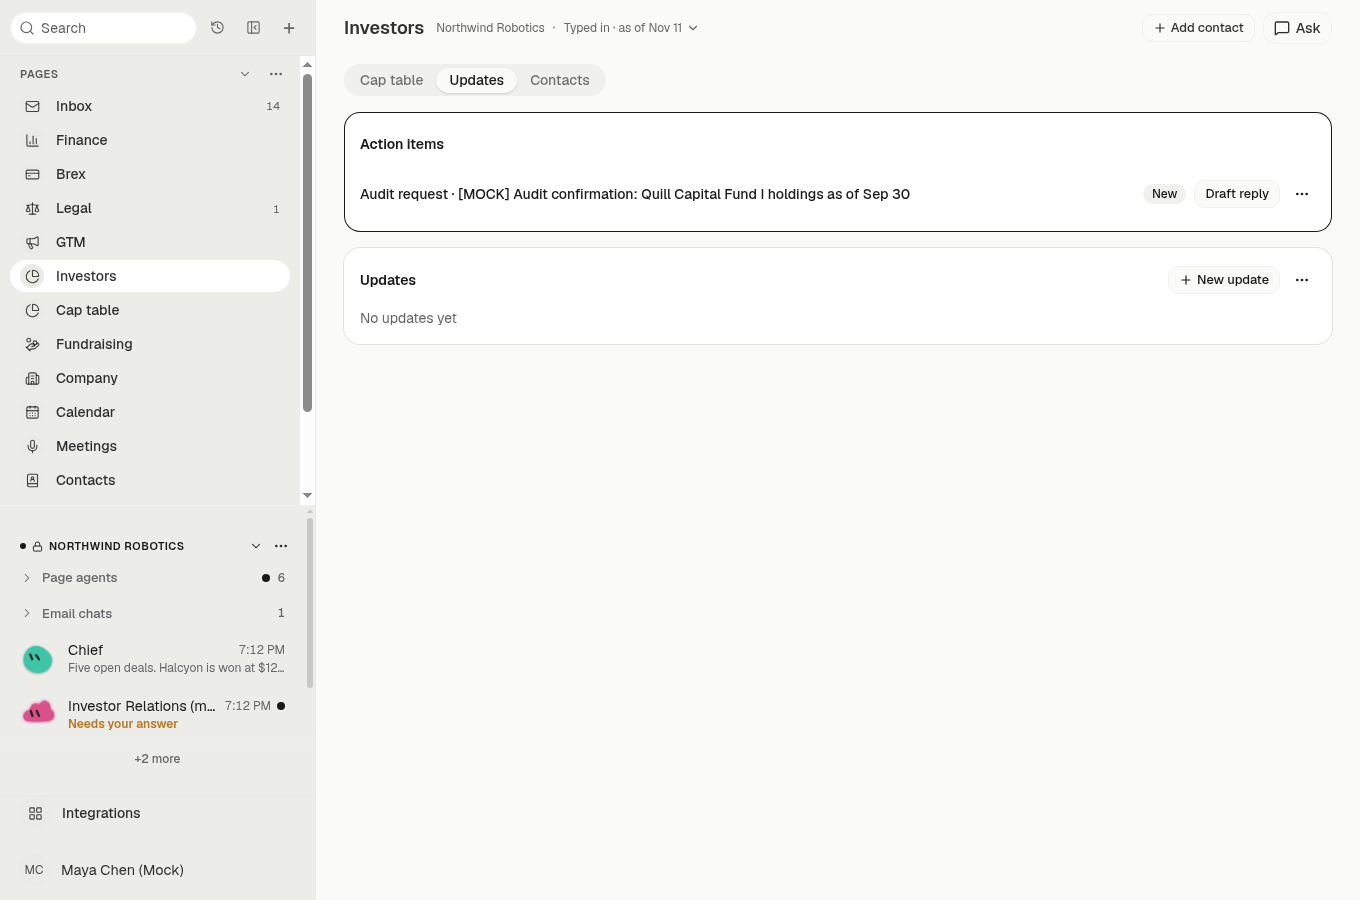 Search
PAGES
Inbox 14
Finance
Brex
Legal 1
GTM
Investors
Cap table
Fundraising
Company
Calendar
Meetings
Contacts
NORTHWIND ROBOTICS
Page agents 6
Email chats 1
Chief 7:12 PM
Five open deals. Halcyon is won at $12...
Investor Relations (m... 7:12 PM
Needs your answer
+2 more
Integrations
MC Maya Chen (Mock)
Investors Northwind Robotics · Typed in · as of Nov 11
Add contact
Ask
Cap table Updates Contacts
Action items
Audit request · [MOCK] Audit confirmation: Quill Capital Fund I holdings as of Sep 30 New Draft reply
Updates New update
No updates yet